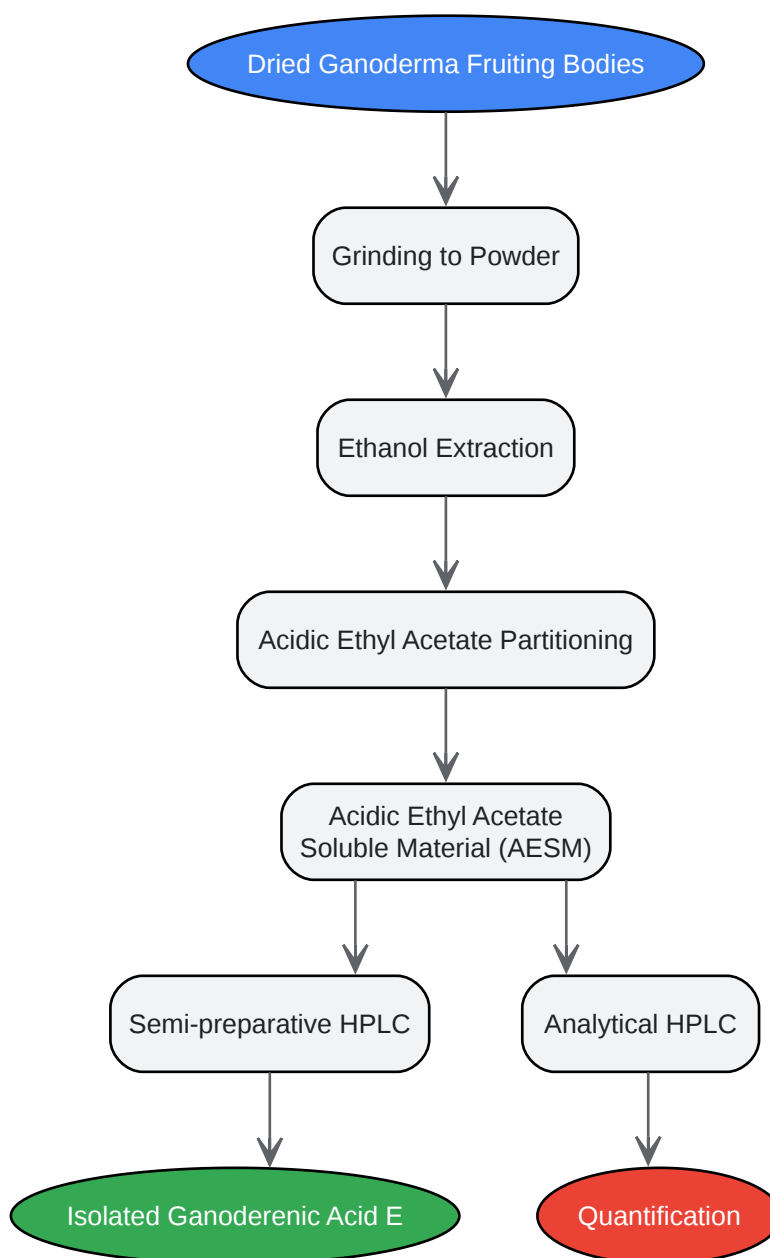 Dried Ganoderma Fruiting Bodies
Grinding to Powder
Ethanol Extraction
Acidic Ethyl Acetate Partitioning
Acidic Ethyl Acetate
Soluble Material (AESM)
Semi-preparative HPLC
Analytical HPLC
Isolated Ganoderenic Acid E
Quantification